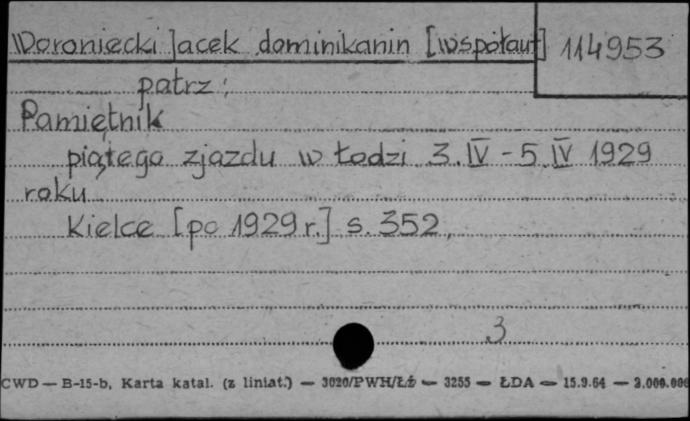 Woroniecki Jacek dominikanin [współaut] 114953
patrz:
Pamiętnik
piątego zjazdu w Łodzi 3.IV - 5 IV 1929
roku
Kielce [po 1929 r.] s. 352
3
CWD — B-15-b, Karta katal. (z liniat.) — 3020/PWH/Łż — 3255 — ŁDA — 15.9.64 — 2.000.000